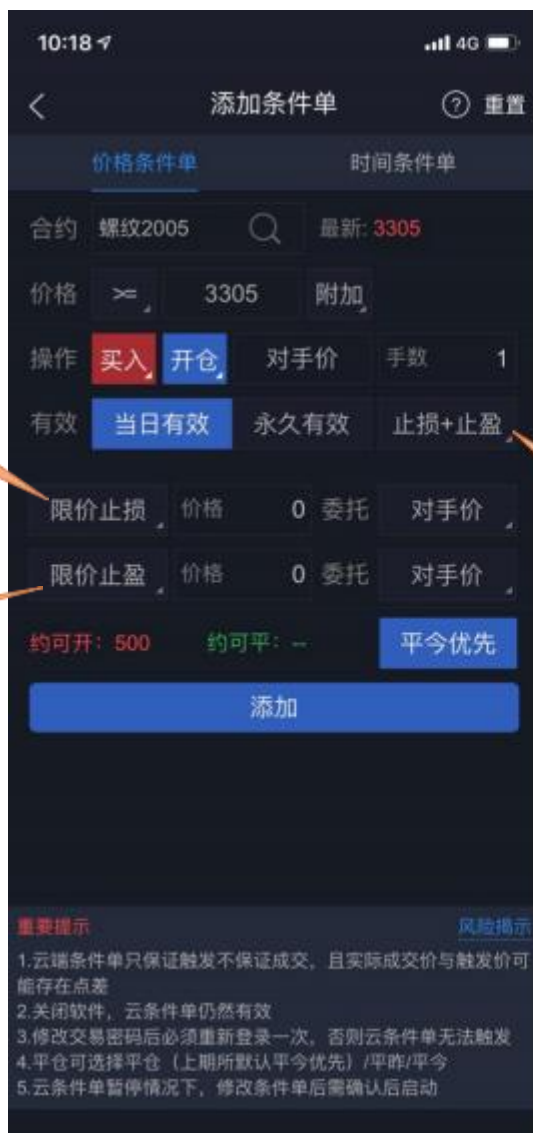 10:18 4G
添加条件单 ? 重置
价格条件单 时间条件单
合约 螺纹2005 最新: 3305
价格 >= 3305 附加
操作 买入 开仓 对手价 手数 1
有效 当日有效 永久有效 止损+止盈
限价止损 价格 0 委托 对手价
限价止盈 价格 0 委托 对手价
约可开: 500 约可平: -- 平今优先
添加
重要提示 风险揭示
1.云端条件单只保证触发不保证成交，且实际成交价与触发价可
能存在点差
2.关闭软件，云条件单仍然有效
3.修改交易密码后必须重新登录一次，否则云条件单无法触发
4.平仓可选择平仓（上期所默认平今优先）/平昨/平今
5.云条件单暂停情况下，修改条件单后需确认后启动